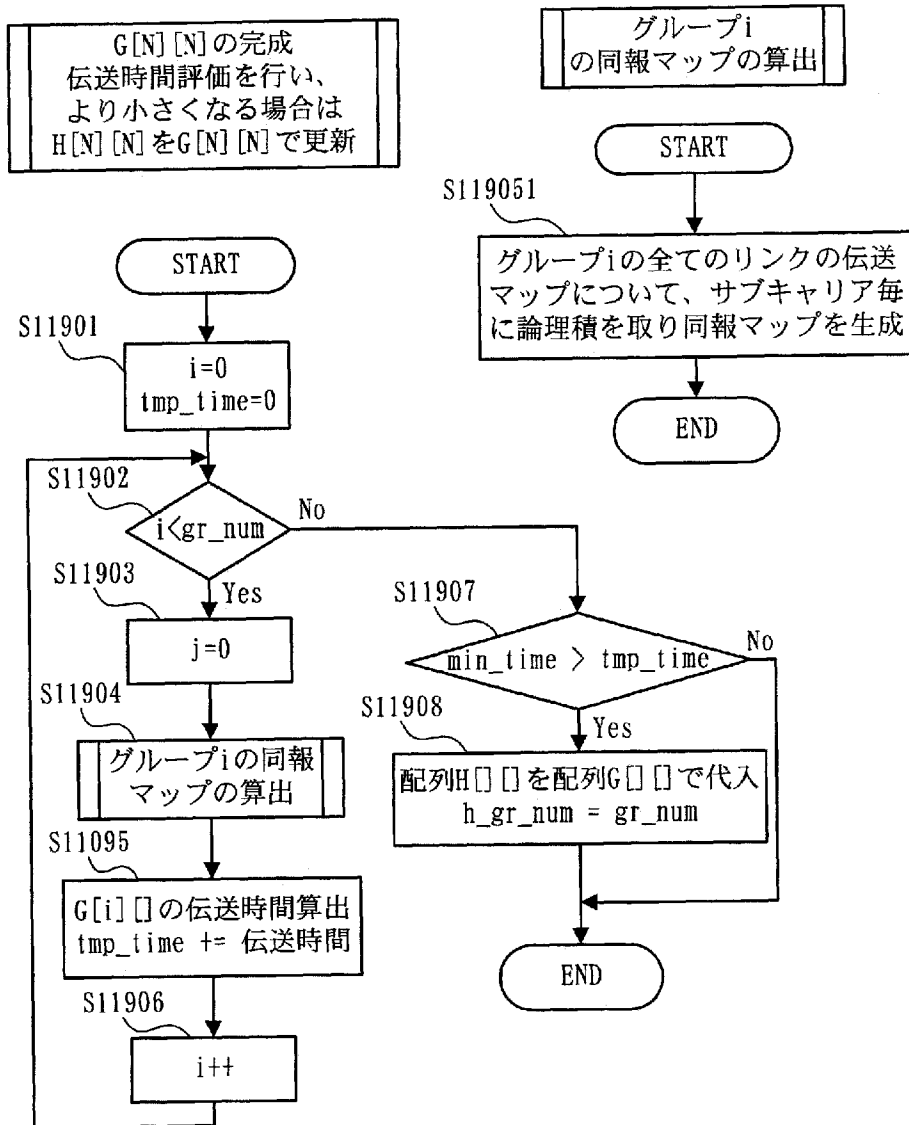 G[N][N]の完成
伝送時間評価を行い、
より小さくなる場合は
H[N][N]をG[N][N]で更新
START
S11901
i=0
tmp_time=0
S11902
i<gr_num
No
Yes
S11903
j=0
S11904
グループiの同報
マップの算出
S11095
G[i][]の伝送時間算出
tmp_time += 伝送時間
S11906
i++
S11907
min_time > tmp_time
No
Yes
S11908
配列H[][]を配列G[][]で代入
h_gr_num = gr_num
END
グループi
の同報マップの算出
START
S119051
グループiの全てのリンクの伝送
マップについて、サブキャリア毎
に論理積を取り同報マップを生成
END